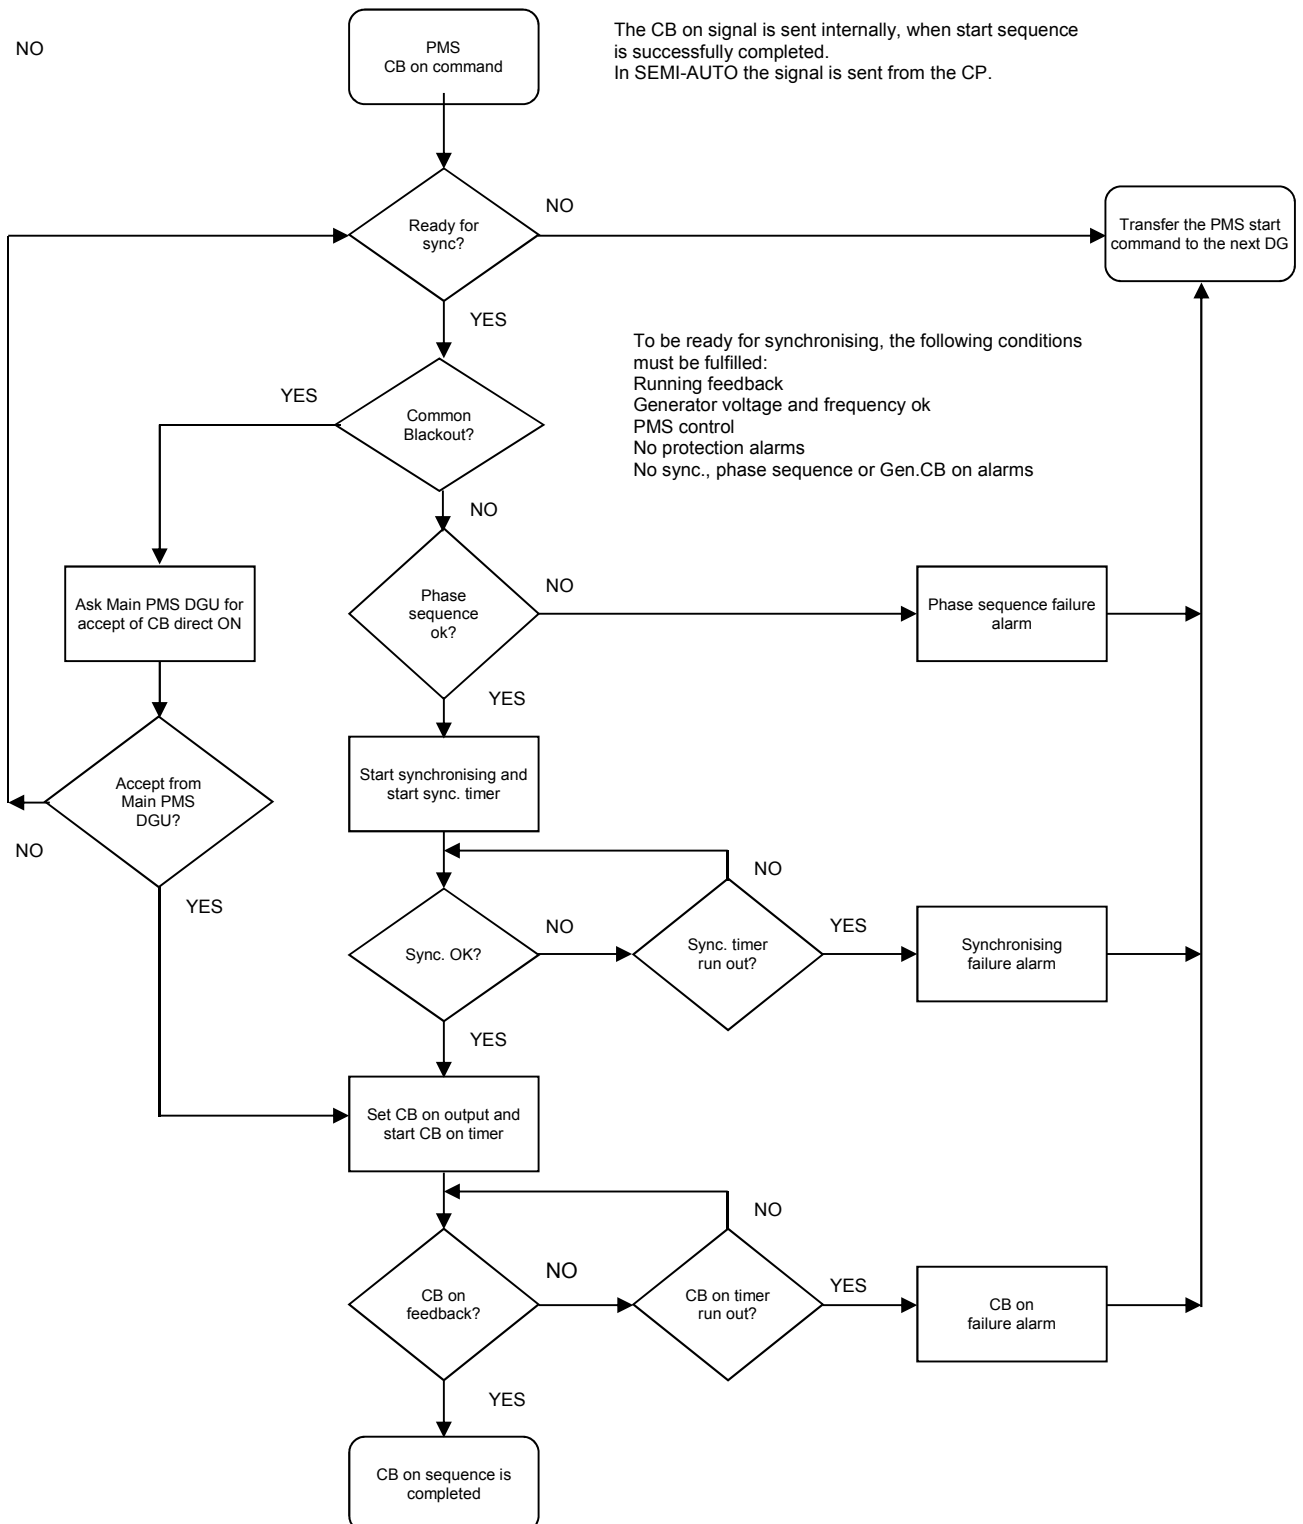 NO
PMS
CB on command
The CB on signal is sent internally, when start sequence
is successfully completed.
In SEMI-AUTO the signal is sent from the CP.
Ready for
sync?
NO
Transfer the PMS start
command to the next DG
YES
To be ready for synchronising, the following conditions
must be fulfilled:
Running feedback
Generator voltage and frequency ok
PMS control
No protection alarms
No sync., phase sequence or Gen.CB on alarms
YES
Common
Blackout?
NO
Ask Main PMS DGU for
accept of CB direct ON
Phase
sequence
ok?
NO
Phase sequence failure
alarm
YES
Accept from
Main PMS
DGU?
NO
YES
Start synchronising and
start sync. timer
NO
Sync. OK?
NO
Sync. timer
run out?
YES
Synchronising
failure alarm
YES
Set CB on output and
start CB on timer
NO
CB on
feedback?
NO
CB on timer
run out?
YES
CB on
failure alarm
YES
CB on sequence is
completed